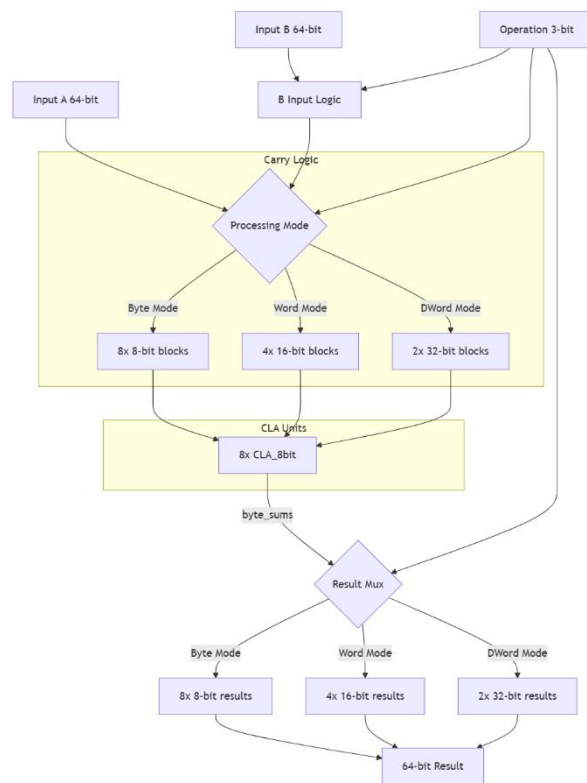 Input B 64-bit
Operation 3-bit
Input A 64-bit
B Input Logic
Carry Logic
Processing Mode
Byte Mode
Word Mode
DWord Mode
8x 8-bit blocks
4x 16-bit blocks
2x 32-bit blocks
CLA Units
8x CLA_8bit
byte_sums
Result Mux
Byte Mode
Word Mode
DWord Mode
8x 8-bit results
4x 16-bit results
2x 32-bit results
64-bit Result